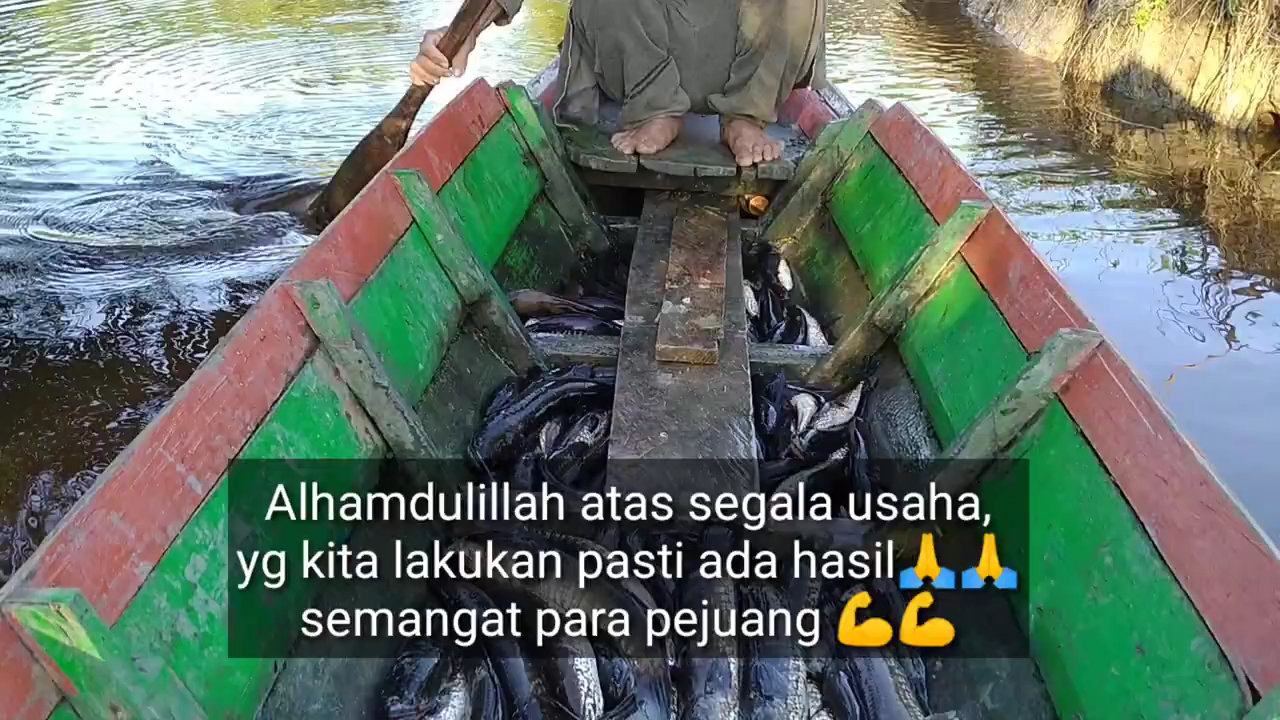 Alhamdulillah atas segala usaha,
yg kita lakukan pasti ada hasil🙏🙏
semangat para pejuang 💪💪